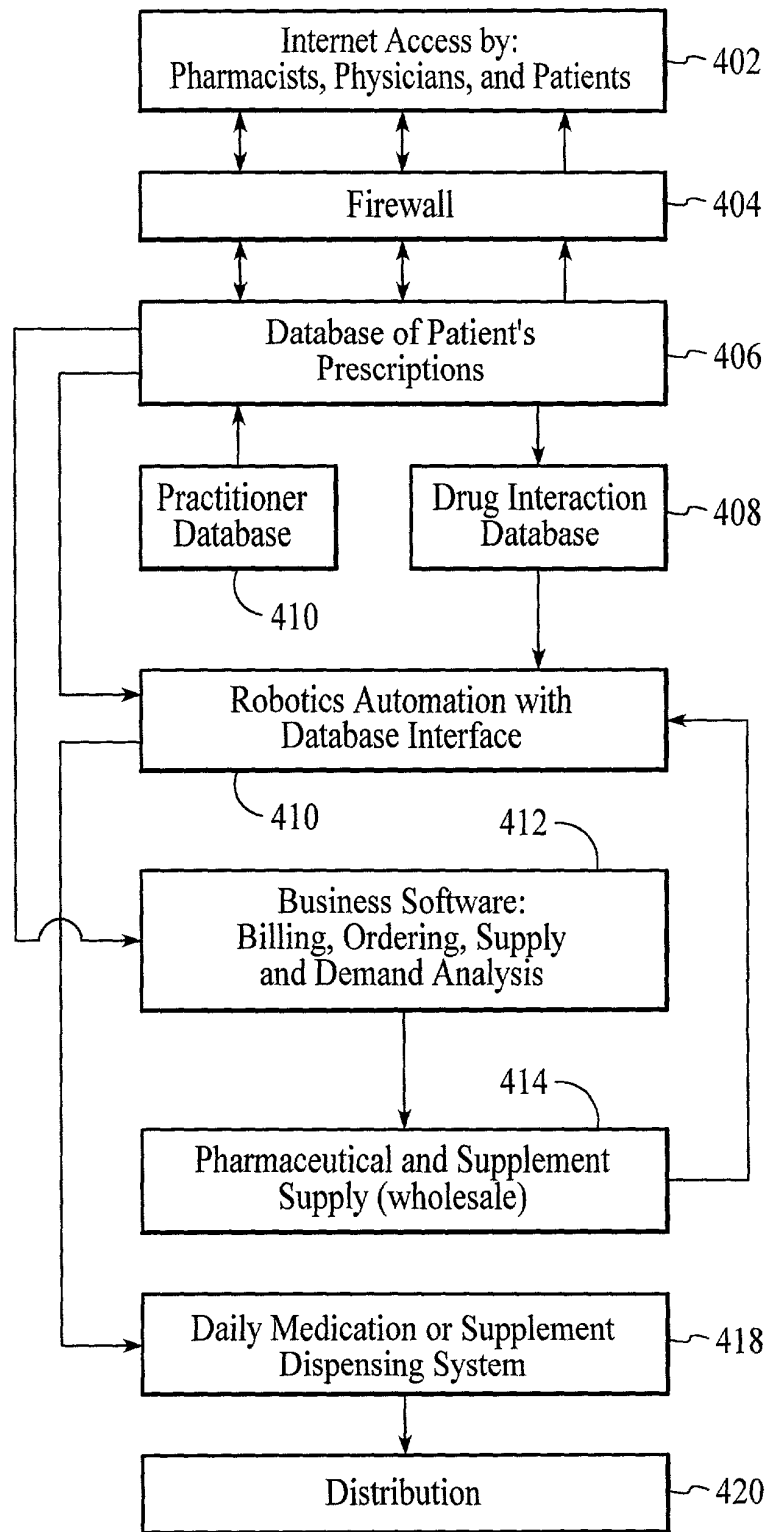 Internet Access by:
Pharmacists, Physicians, and Patients
402
Firewall
404
Database of Patient's
Prescriptions
406
Practitioner
Database
410
Drug Interaction
Database
408
Robotics Automation with
Database Interface
410
412
Business Software:
Billing, Ordering, Supply
and Demand Analysis
414
Pharmaceutical and Supplement
Supply (wholesale)
Daily Medication or Supplement
Dispensing System
418
Distribution
420